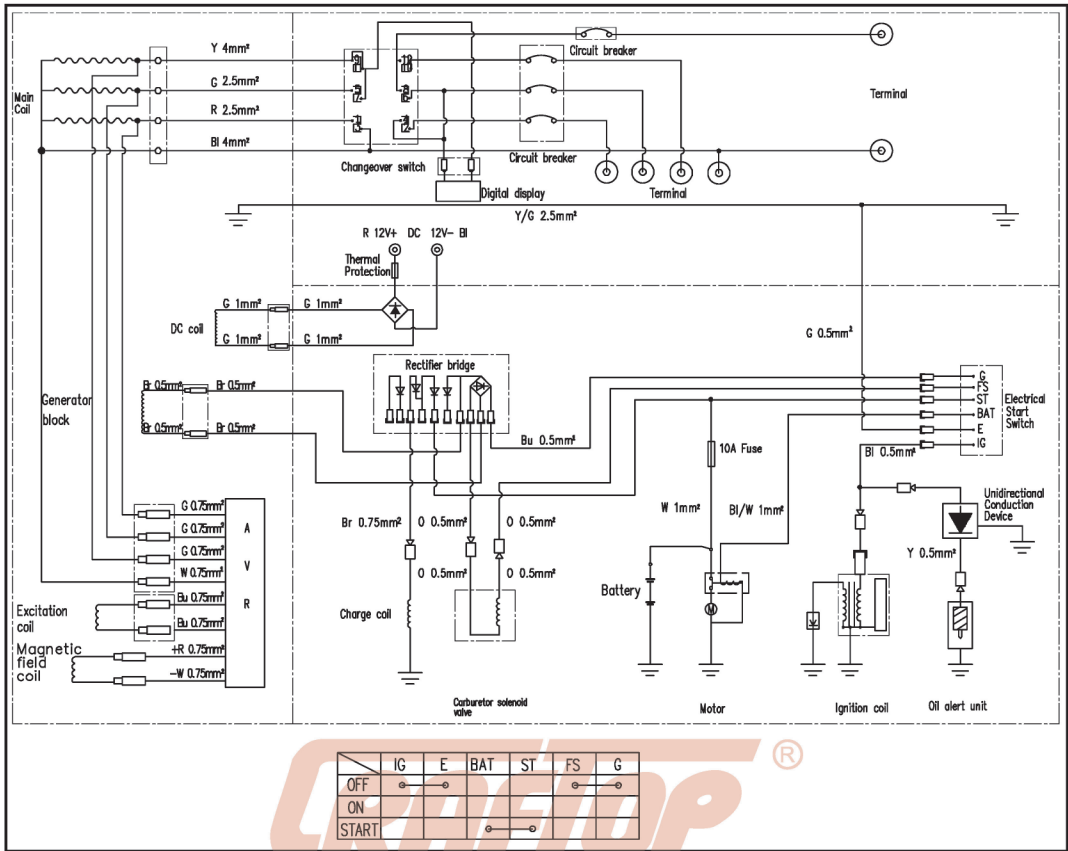 Y 4mm²
Circuit breaker
G 2.5mm²
Main
Coil
R 2.5mm²
Terminal
Bl 4mm²
Changeover switch
Circuit breaker
Digital display
Terminal
Y/G 2.5mm²
R 12V+ DC 12V- Bl
Thermal
Protection
G 1mm²
G 1mm²
DC coil
G 1mm²
G 1mm²
G 0.5mm²
Rectifier bridge
Br 0.5mm²
Br 0.5mm²
Generator
block
Br 0.5mm²
Br 0.5mm²
G
FS
ST
BAT
E
IG
Electrical
Start
Switch
Bu 0.5mm²
10A Fuse
Bl 0.5mm²
Unidirectional
Conduction
Device
G 0.75mm²
G 0.75mm²
G 0.75mm²
W 0.75mm²
Bu 0.75mm²
Bu 0.75mm²
+R 0.75mm²
-W 0.75mm²
A
V
R
Excitation
coil
Magnetic
field
coil
Br 0.75mm²
O 0.5mm²
O 0.5mm²
W 1mm²
Bl/W 1mm²
Y 0.5mm²
O 0.5mm²
O 0.5mm²
Charge coil
Battery
M
Carburetor solenoid
valve
Motor
Ignition coil
Oil alert unit
IG E BAT ST FS G
OFF
ON
START
CRAFTOP ®